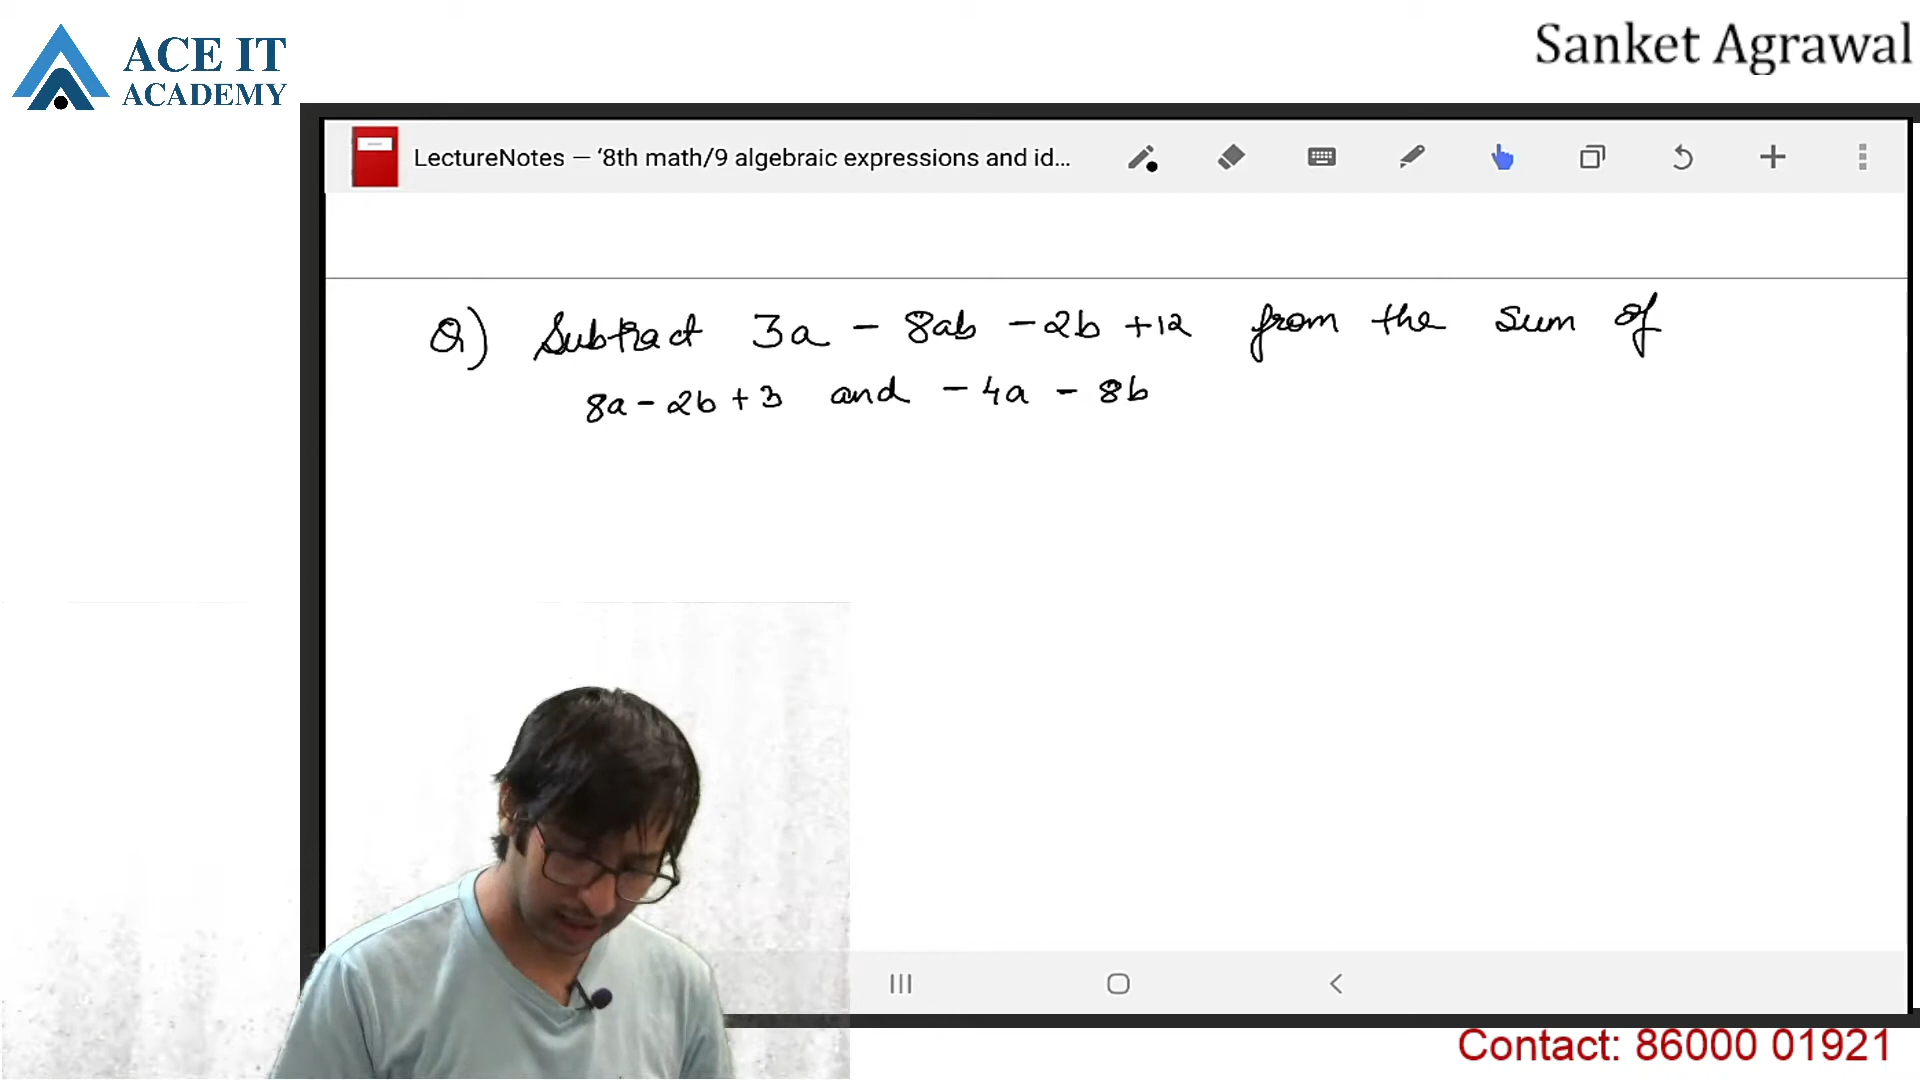 ACE IT
ACADEMY
Sanket Agrawal
LectureNotes — ‘8th math/9 algebraic expressions and id...
Q) Subtract 3a - 8ab - 2b + 12 from the sum of
8a - 2b + 3 and - 4a - 8b
Contact: 86000 01921